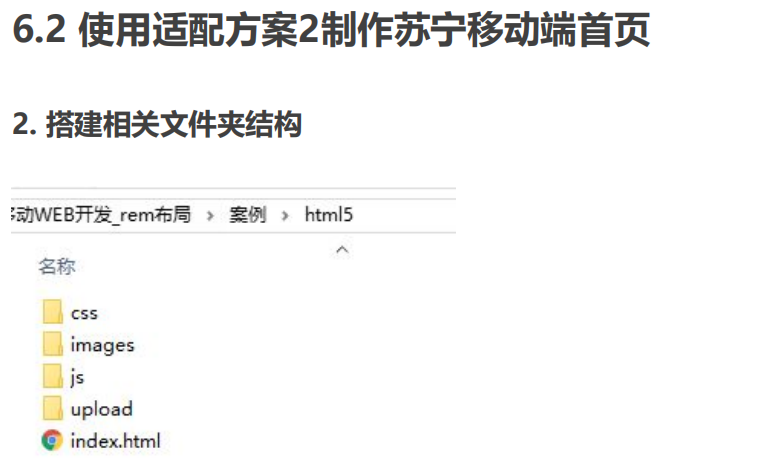 6.2 使用适配方案2制作苏宁移动端首页
2. 搭建相关文件夹结构
动WEB开发_rem布局 › 案例 › html5
名称
css
images
js
upload
index.html